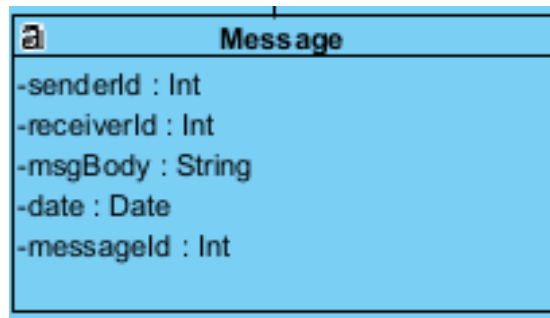 a Message
-senderId : Int
-receiverId : Int
-msgBody : String
-date : Date
-messageId : Int